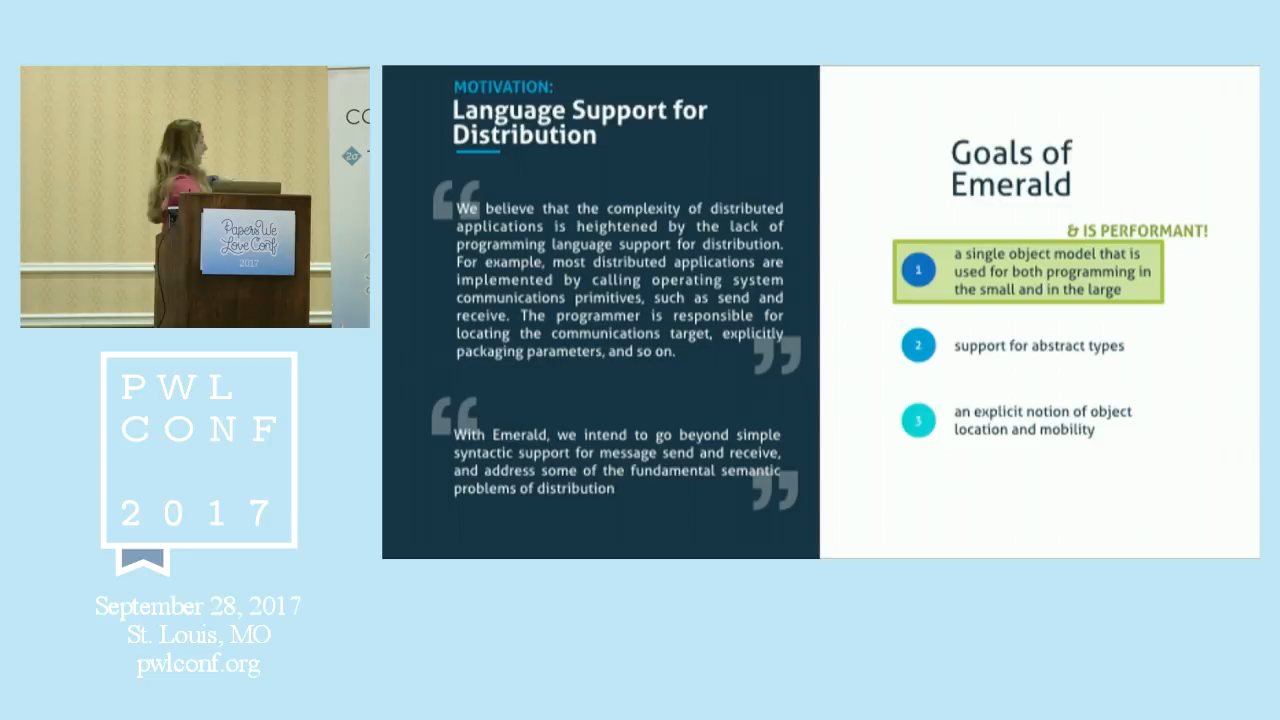 CO
20
Papers We
Love Conf
2017
PWL
CONF
2017
September 28, 2017
St. Louis, MO
pwlconf.org
MOTIVATION:
Language Support for
Distribution
“
We believe that the complexity of distributed
applications is heightened by the lack of
programming language support for distribution.
For example, most distributed applications are
implemented by calling operating system
communications primitives, such as send and
receive. The programmer is responsible for
locating the communications target, explicitly
packaging parameters, and so on.
”
“
With Emerald, we intend to go beyond simple
syntactic support for message send and receive,
and address some of the fundamental semantic
problems of distribution
”
Goals of
Emerald
& IS PERFORMANT!
1
a single object model that is
used for both programming in
the small and in the large
2
support for abstract types
3
an explicit notion of object
location and mobility